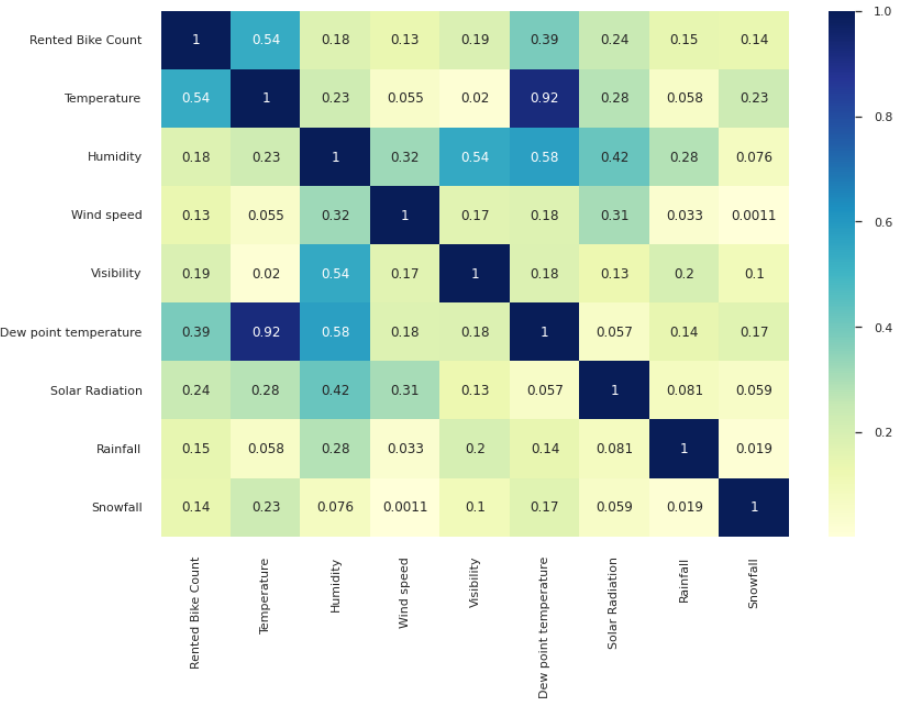 Rented Bike Count 1 0.54 0.18 0.13 0.19 0.39 0.24 0.15 0.14
Temperature 0.54 1 0.23 0.055 0.02 0.92 0.28 0.058 0.23
Humidity 0.18 0.23 1 0.32 0.54 0.58 0.42 0.28 0.076
Wind speed 0.13 0.055 0.32 1 0.17 0.18 0.31 0.033 0.0011
Visibility 0.19 0.02 0.54 0.17 1 0.18 0.13 0.2 0.1
Dew point temperature 0.39 0.92 0.58 0.18 0.18 1 0.057 0.14 0.17
Solar Radiation 0.24 0.28 0.42 0.31 0.13 0.057 1 0.081 0.059
Rainfall 0.15 0.058 0.28 0.033 0.2 0.14 0.081 1 0.019
Snowfall 0.14 0.23 0.076 0.0011 0.1 0.17 0.059 0.019 1
Rented Bike Count
Temperature
Humidity
Wind speed
Visibility
Dew point temperature
Solar Radiation
Rainfall
Snowfall
1.0
0.8
0.6
0.4
0.2